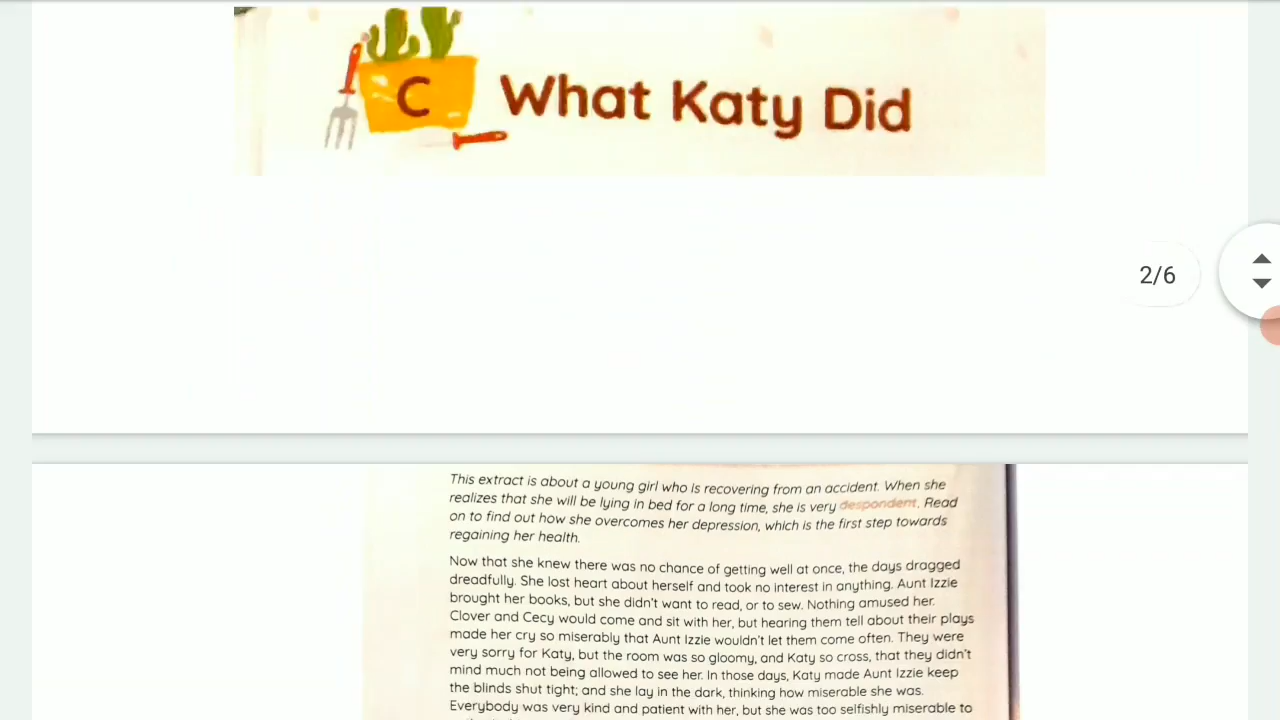 C What Katy Did
2/6
This extract is about a young girl who is recovering from an accident. When she
realizes that she will be lying in bed for a long time, she is very despondent. Read
on to find out how she overcomes her depression, which is the first step towards
regaining her health.
Now that she knew there was no chance of getting well at once, the days dragged
dreadfully. She lost heart about herself and took no interest in anything. Aunt Izzie
brought her books, but she didn't want to read, or to sew. Nothing amused her.
Clover and Cecy would come and sit with her, but hearing them tell about their plays
made her cry so miserably that Aunt Izzie wouldn't let them come often. They were
very sorry for Katy, but the room was so gloomy, and Katy so cross, that they didn't
mind much not being allowed to see her. In those days, Katy made Aunt Izzie keep
the blinds shut tight; and she lay in the dark, thinking how miserable she was.
Everybody was very kind and patient with her, but she was too selfishly miserable to